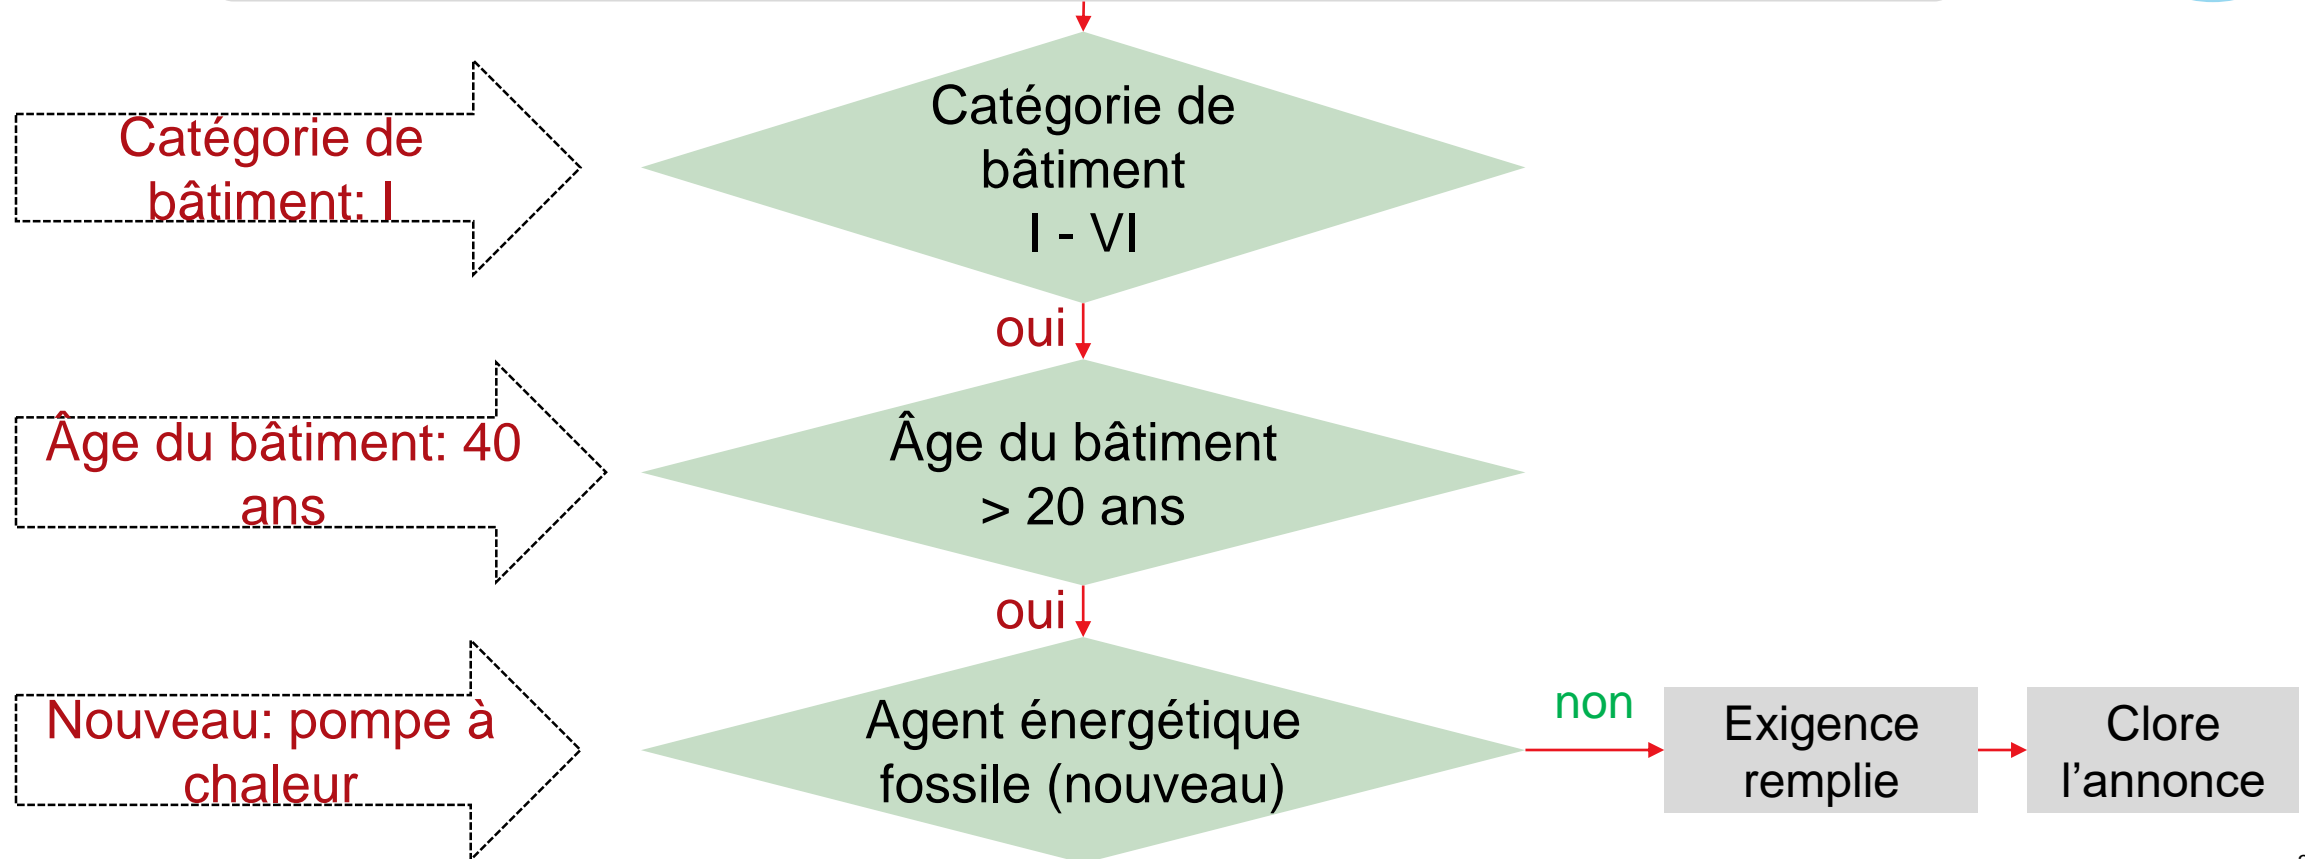 Catégorie de
bâtiment: I
Catégorie de
bâtiment
I - VI
oui
Âge du bâtiment: 40
ans
Âge du bâtiment
> 20 ans
oui
Nouveau: pompe à
chaleur
Agent énergétique
fossile (nouveau)
non
Exigence
remplie
Clore
l’annonce